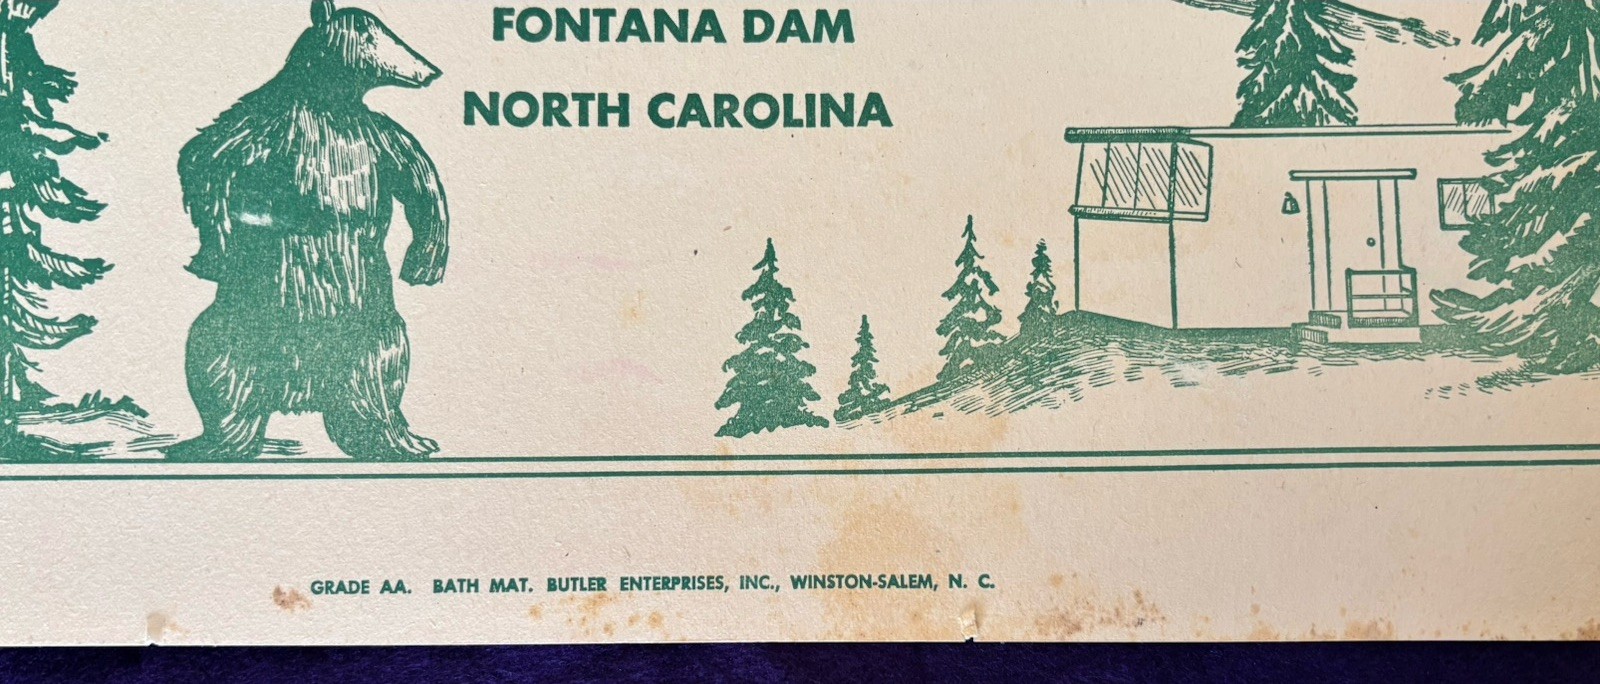 FONTANA DAM
NORTH CAROLINA
GRADE AA. BATH MAT. BUTLER ENTERPRISES, INC., WINSTON-SALEM, N. C.